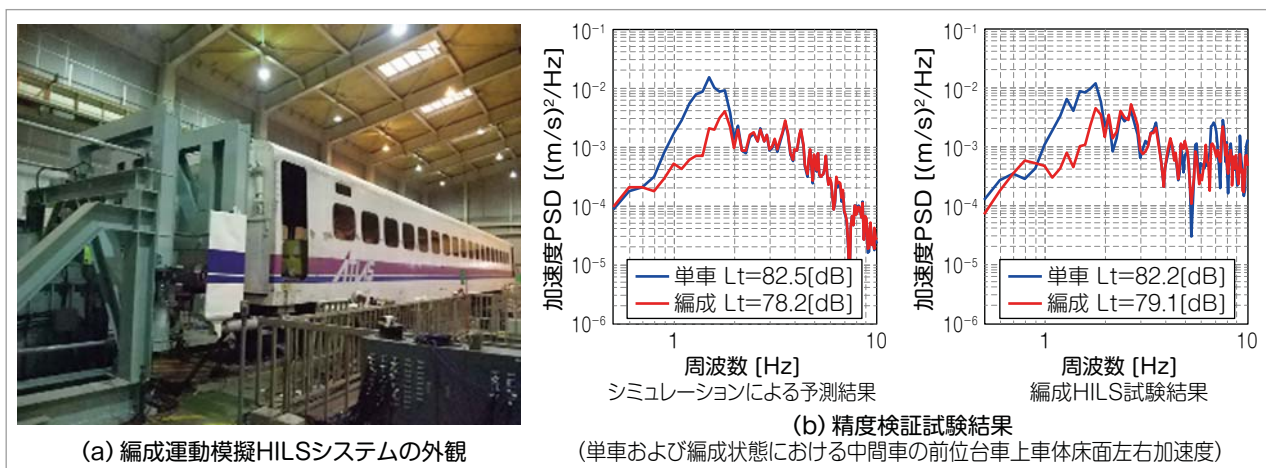 ATLAS
(a) 編成運動模擬HILSシステムの外観
加速度PSD [(m/s)²/Hz]
10⁻¹
10⁻²
10⁻³
10⁻⁴
10⁻⁵
10⁻⁶
単車 Lt=82.5[dB]
編成 Lt=78.2[dB]
1
10
周波数 [Hz]
シミュレーションによる予測結果
加速度PSD [(m/s)²/Hz]
10⁻¹
10⁻²
10⁻³
10⁻⁴
10⁻⁵
10⁻⁶
単車 Lt=82.2[dB]
編成 Lt=79.1[dB]
1
10
周波数 [Hz]
編成HILS試験結果
(b) 精度検証試験結果
(単車および編成状態における中間車の前位台車上車体床面左右加速度)